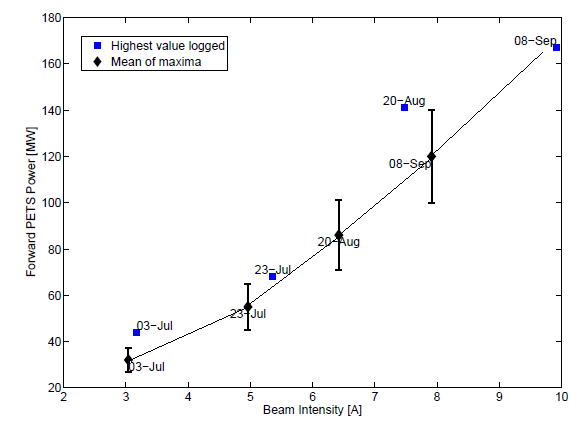 180
160
140
120
100
80
60
40
20
Forward PETS Power [MW]
Highest value logged
Mean of maxima
08−Sep
20−Aug
08−Sep
20−Aug
23−Jul
23−Jul
03−Jul
03−Jul
2 3 4 5 6 7 8 9 10
Beam Intensity [A]